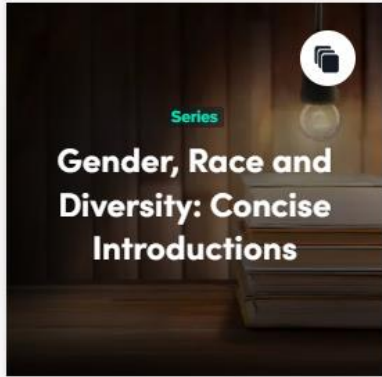 Series
Gender, Race and
Diversity: Concise
Introductions